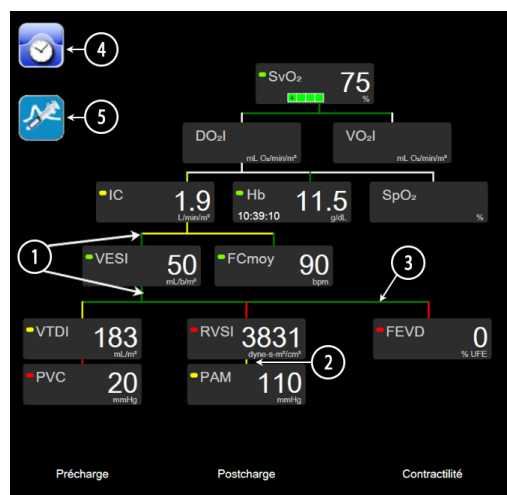 4
5
SvO₂ 75
%
DO₂I
mL O₂/min/m²
VO₂I
mL O₂/min/m²
IC 1.9
L/min/m²
Hb 11.5
10:39:10 g/dL
SpO₂
%
1
VESI 50
mL/b/m²
FCmoy 90
bpm
3
VTDI 183
mL/m²
RVSI 3831
dyne-s-m²/cm⁵
FEVD 0
% UFE
2
PVC 20
mmHg
PAM 110
mmHg
Précharge
Postcharge
Contractilité